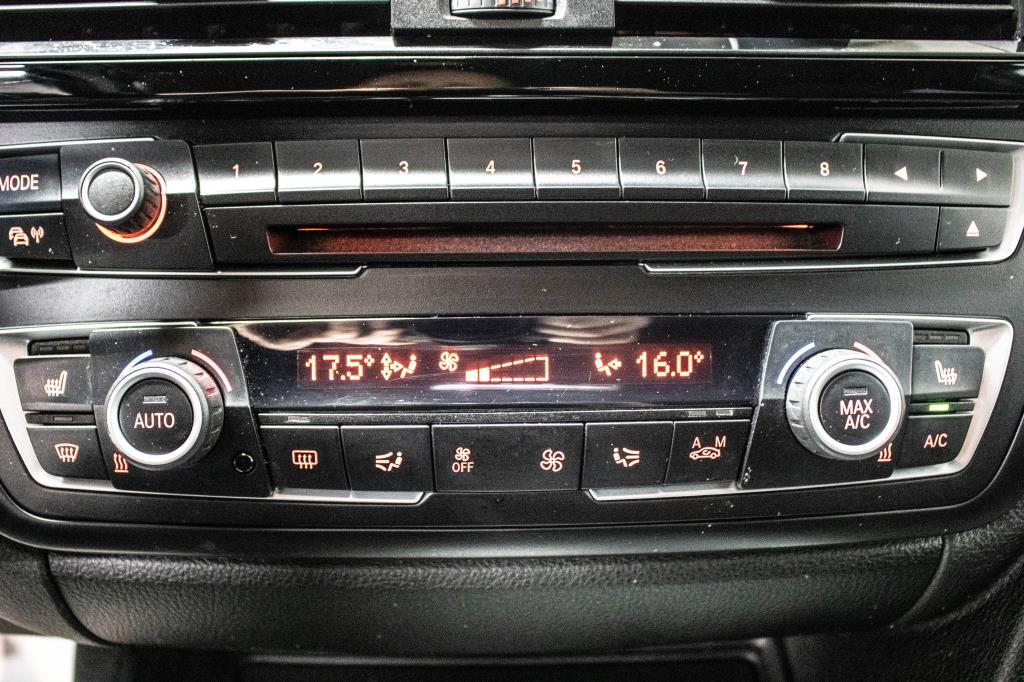 MODE
1 2 3 4 5 6 7 8
17.5° 16.0°
AUTO
MAX
A/C
OFF
A M
A/C